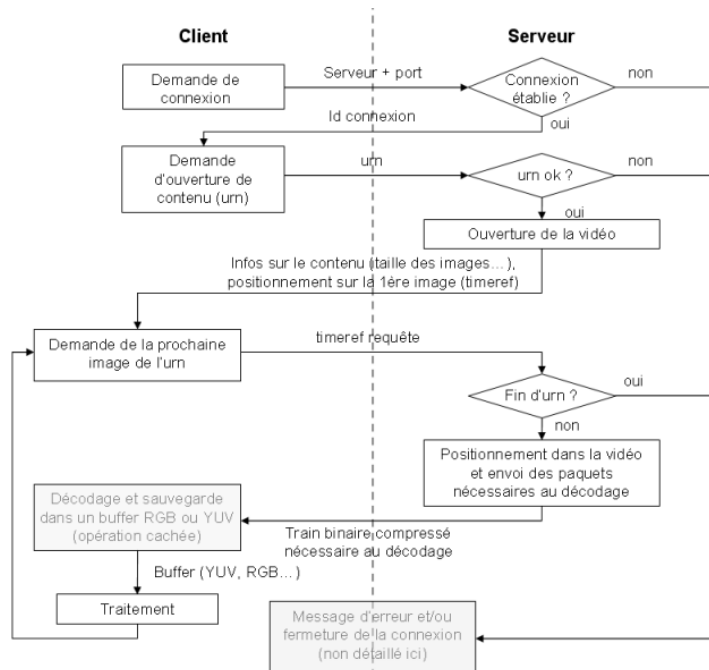 Client
Serveur
Demande de
connexion
Serveur + port
Connexion
établie ?
non
oui
Id connexion
Demande
d'ouverture de
contenu (urn)
urn
urn ok ?
non
oui
Ouverture de la vidéo
Infos sur le contenu (taille des images...),
positionnement sur la 1ère image (timeref)
Demande de la prochaine
image de l'urn
timeref requête
Fin d'urn ?
oui
non
Positionnement dans la vidéo
et envoi des paquets
nécessaires au décodage
Décodage et sauvegarde
dans un buffer RGB ou YUV
(opération cachée)
Train binaire compressé
nécessaire au décodage
Buffer (YUV, RGB...)
Traitement
Message d'erreur et/ou
fermeture de la connexion
(non détaillé ici)